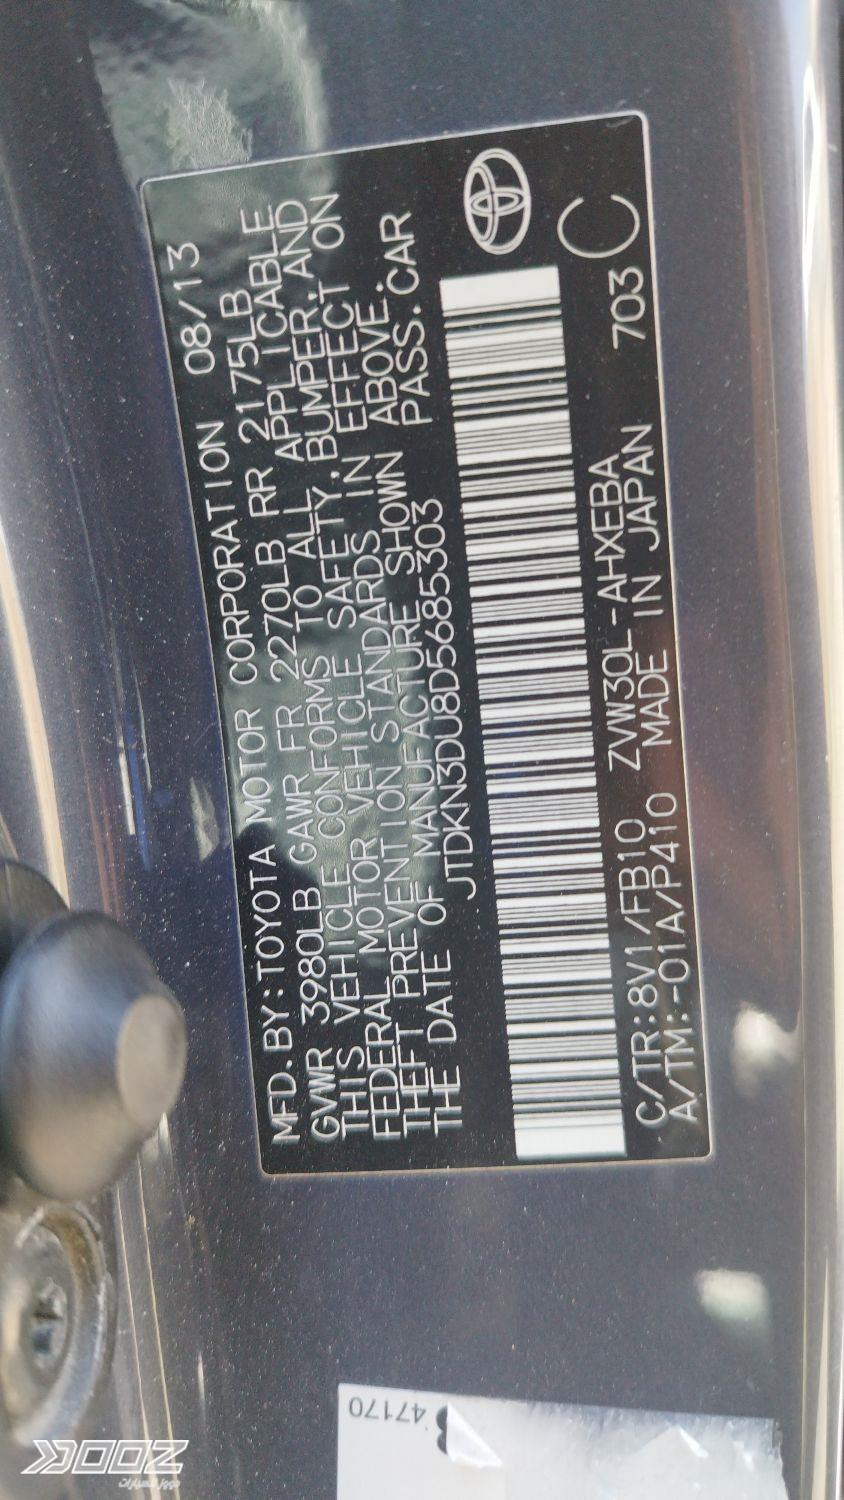 MFD.BY:TOYOTA MOTOR CORPORATION 08/13
GVWR 3980LB GAWR FR 2270LB RR 2175LB
THIS VEHICLE CONFORMS TO ALL APPLICABLE
FEDERAL MOTOR VEHICLE SAFETY,BUMPER,AND
THEFT PREVENTION STANDARDS IN EFFECT ON
THE DATE OF MANUFACTURE SHOWN ABOVE.
JTDKN3DU8D5685303 PASS.CAR
C/TR:8V1/FB10 ZVW30L-AHXEBA 703 C
A/TM:-01A/P410 MADE IN JAPAN
47170
DOOZ